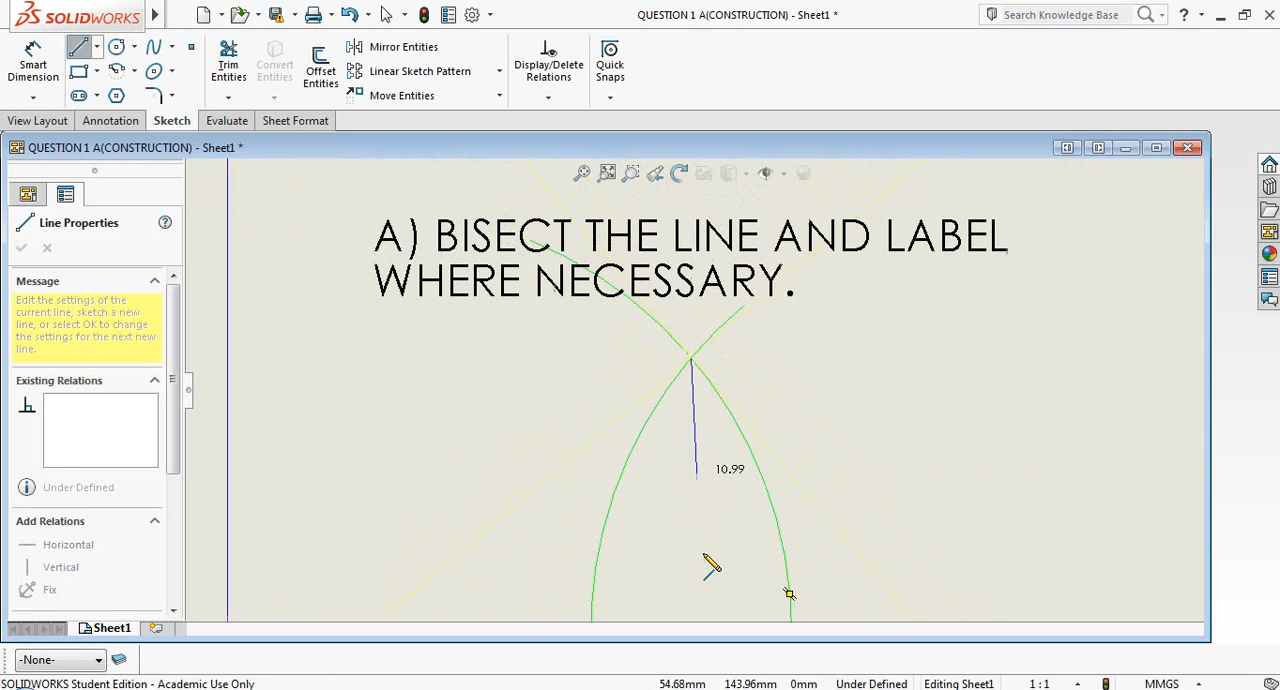 DS SOLIDWORKS
QUESTION 1 A(CONSTRUCTION) - Sheet1 *
Search Knowledge Base
?
Smart Dimension
Trim Entities
Convert Entities
Offset Entities
Mirror Entities
Linear Sketch Pattern
Move Entities
Display/Delete Relations
Quick Snaps
View Layout
Annotation
Sketch
Evaluate
Sheet Format
QUESTION 1 A(CONSTRUCTION) - Sheet1 *
Line Properties
?
Message
Edit the settings of the
current line, sketch a new
line, or select OK to change
the settings for the next new
line.
Existing Relations
Under Defined
Add Relations
Horizontal
Vertical
Fix
A) BISECT THE LINE AND LABEL
WHERE NECESSARY.
10.99
Sheet1
-None-
SOLIDWORKS Student Edition - Academic Use Only
54.68mm 143.96mm 0mm Under Defined Editing Sheet1 1 : 1 MMGS